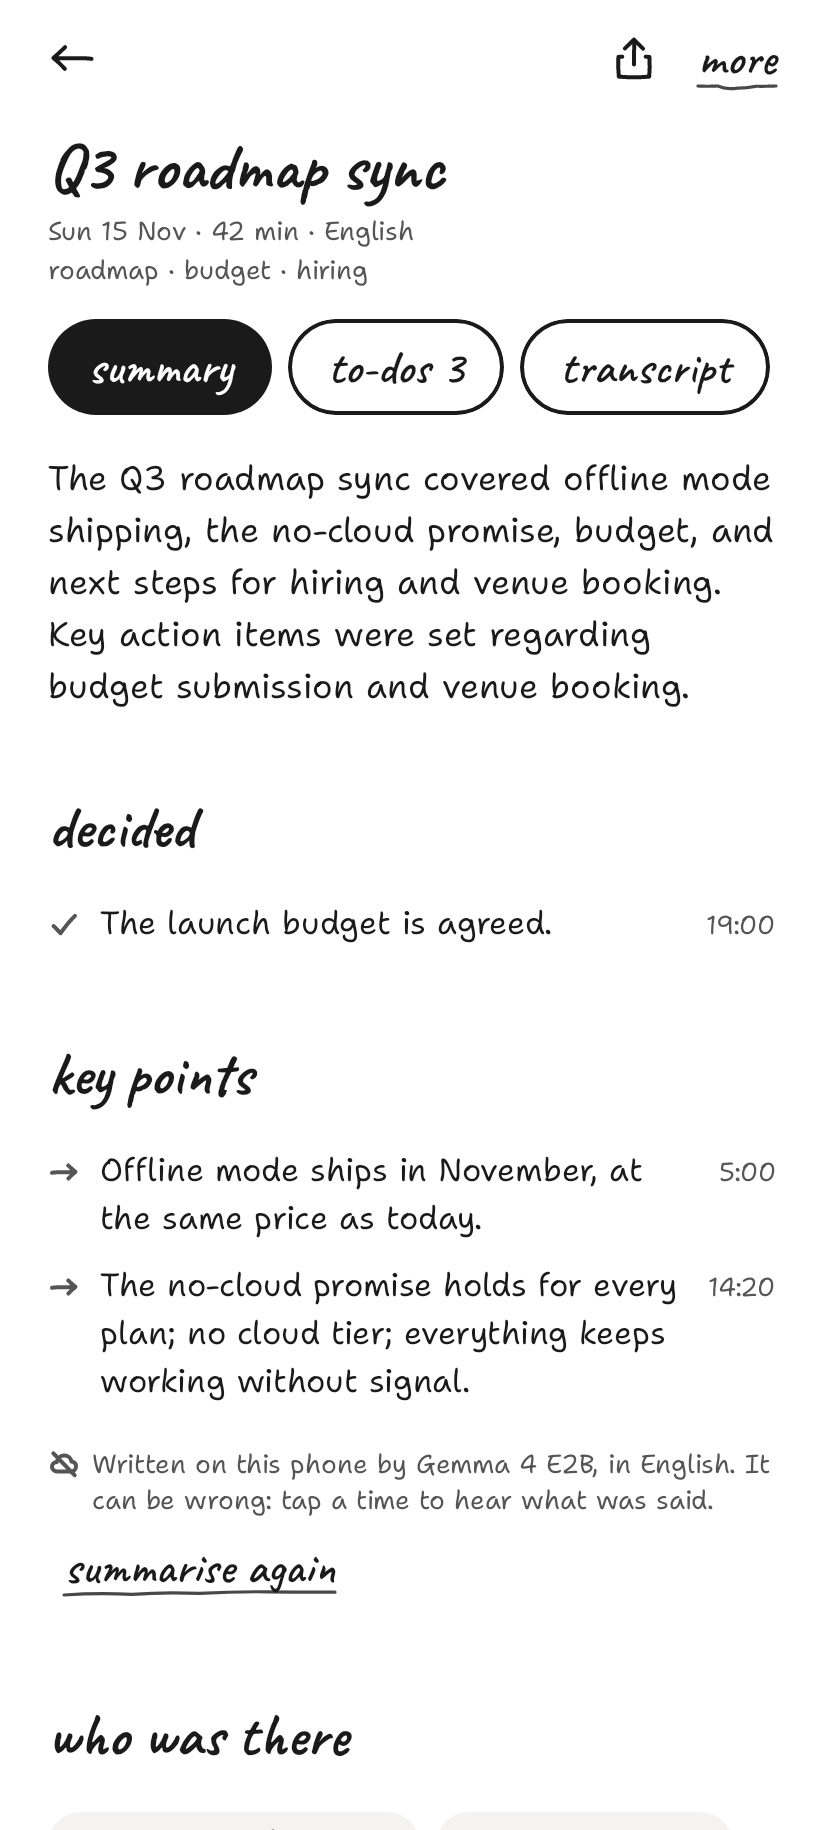 more
Q3 roadmap sync
Sun 15 Nov · 42 min · English
roadmap · budget · hiring
summary
to-dos 3
transcript
The Q3 roadmap sync covered offline mode
shipping, the no-cloud promise, budget, and
next steps for hiring and venue booking.
Key action items were set regarding
budget submission and venue booking.
decided
The launch budget is agreed. 19:00
key points
Offline mode ships in November, at 5:00
the same price as today.
The no-cloud promise holds for every 14:20
plan; no cloud tier; everything keeps
working without signal.
Written on this phone by Gemma 4 E2B, in English. It
can be wrong: tap a time to hear what was said.
summarise again
who was there